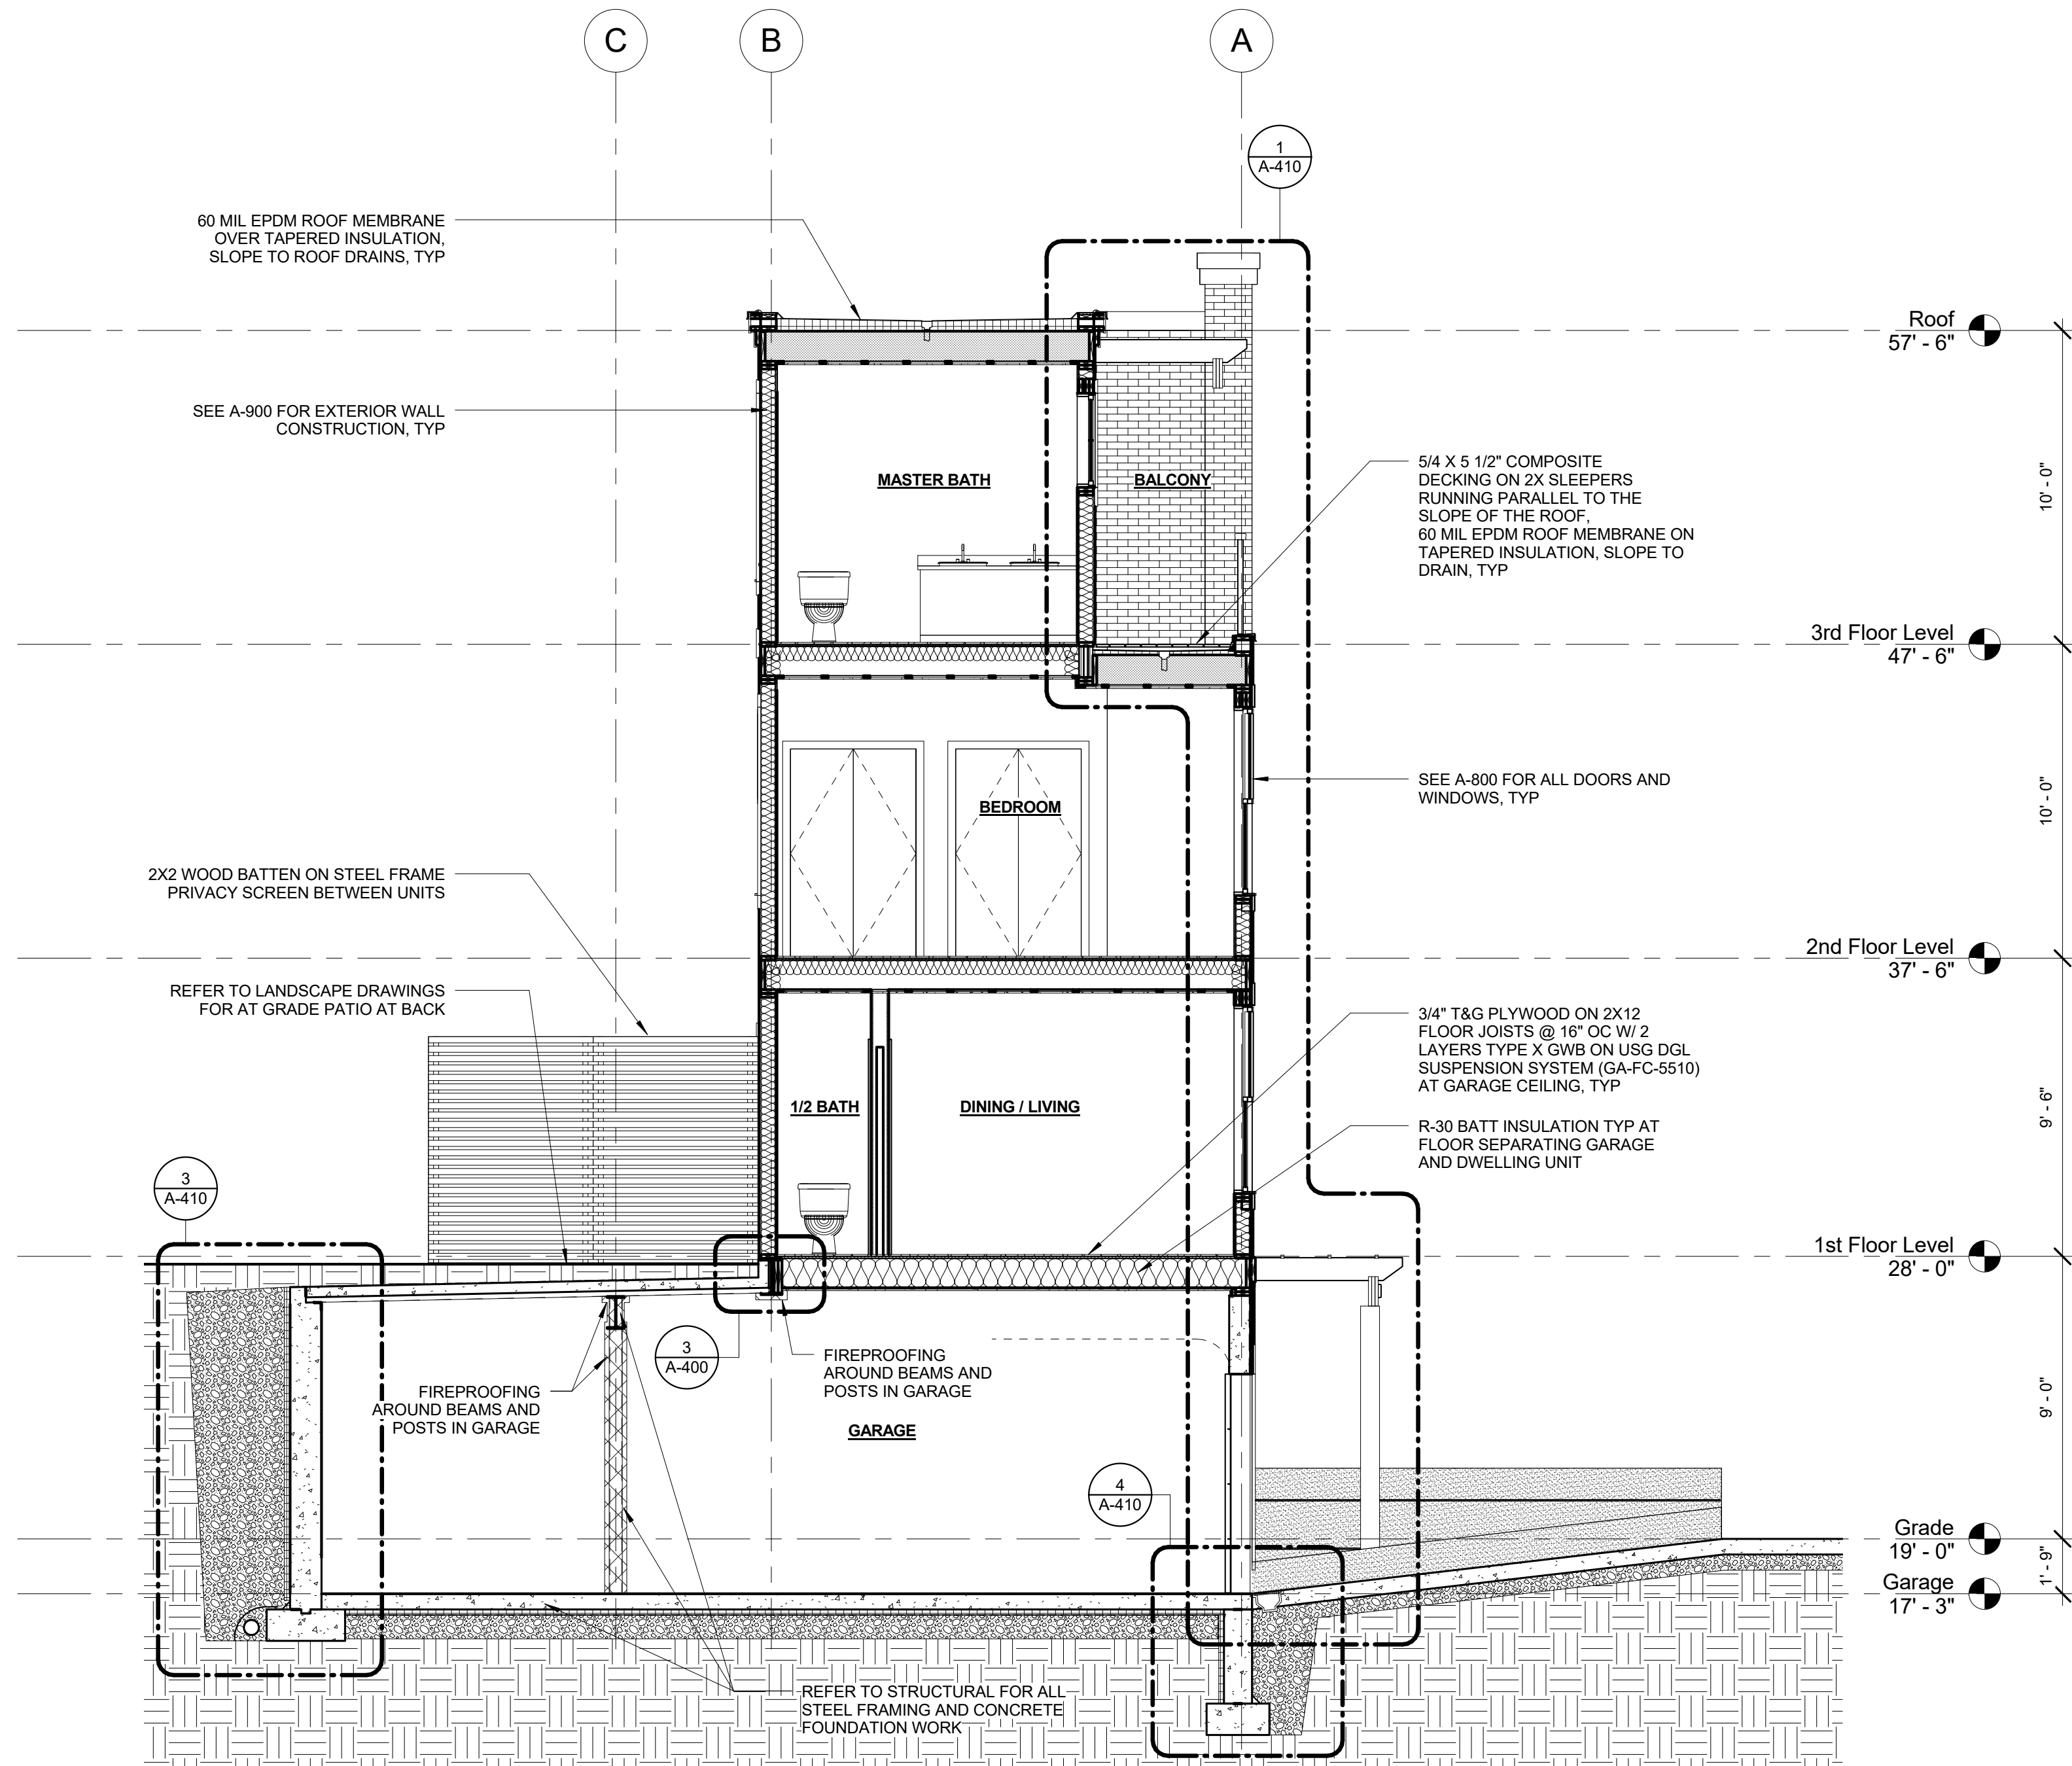 C
B
A
1
A-410
60 MIL EPDM ROOF MEMBRANE
OVER TAPERED INSULATION,
SLOPE TO ROOF DRAINS, TYP
Roof
57' - 6"
SEE A-900 FOR EXTERIOR WALL
CONSTRUCTION, TYP
MASTER BATH
BALCONY
5/4 X 5 1/2" COMPOSITE
DECKING ON 2X SLEEPERS
RUNNING PARALLEL TO THE
SLOPE OF THE ROOF,
60 MIL EPDM ROOF MEMBRANE ON
TAPERED INSULATION, SLOPE TO
DRAIN, TYP
10' - 0"
3rd Floor Level
47' - 6"
SEE A-800 FOR ALL DOORS AND
WINDOWS, TYP
BEDROOM
10' - 0"
2X2 WOOD BATTEN ON STEEL FRAME
PRIVACY SCREEN BETWEEN UNITS
2nd Floor Level
37' - 6"
REFER TO LANDSCAPE DRAWINGS
FOR AT GRADE PATIO AT BACK
3/4" T&G PLYWOOD ON 2X12
FLOOR JOISTS @ 16" OC W/ 2
LAYERS TYPE X GWB ON USG DGL
SUSPENSION SYSTEM (GA-FC-5510)
AT GARAGE CEILING, TYP
1/2 BATH
DINING / LIVING
9' - 6"
R-30 BATT INSULATION TYP AT
FLOOR SEPARATING GARAGE
AND DWELLING UNIT
3
A-410
1st Floor Level
28' - 0"
3
A-400
FIREPROOFING
AROUND BEAMS AND
POSTS IN GARAGE
FIREPROOFING
AROUND BEAMS AND
POSTS IN GARAGE
GARAGE
9' - 0"
4
A-410
Grade
19' - 0"
1' - 9"
Garage
17' - 3"
REFER TO STRUCTURAL FOR ALL
STEEL FRAMING AND CONCRETE
FOUNDATION WORK